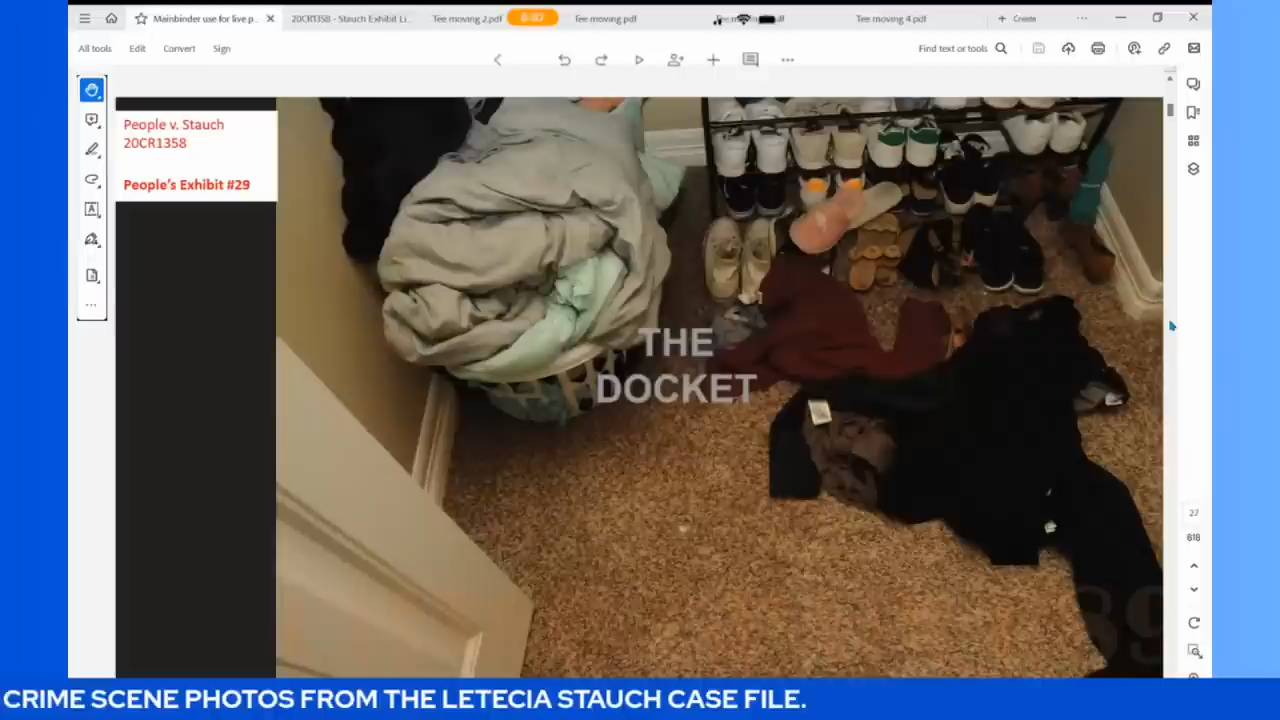 Mainbinder use for live p...
20CR1358 - Stauch Exhibit Li...
Tee moving 2.pdf
Tee moving.pdf
Tee moving 4.pdf
Create
All tools
Edit
Convert
Sign
Find text or tools
People v. Stauch
20CR1358
People's Exhibit #29
THE
DOCKET
27
618
CRIME SCENE PHOTOS FROM THE LETECIA STAUCH CASE FILE.